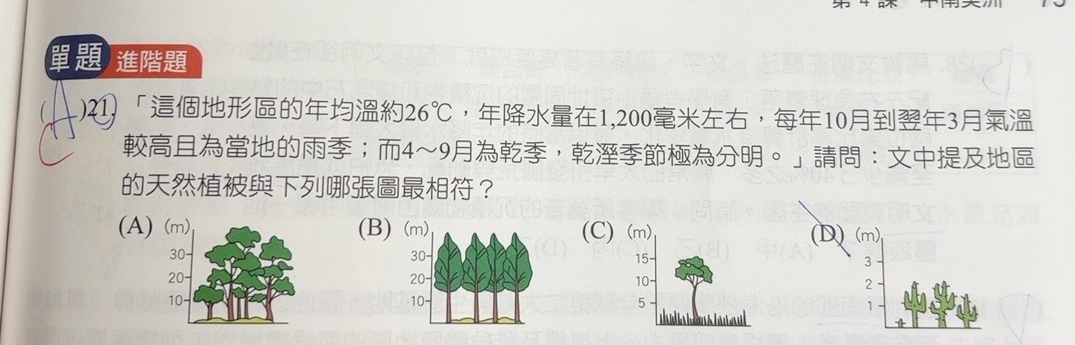 第 4 課 中南美洲 75
單題 進階題
(A)21.「這個地形區的年均溫約26℃，年降水量在1,200毫米左右，每年10月到翌年3月氣溫
C
較高且為當地的雨季；而4～9月為乾季，乾溼季節極為分明。」請問：文中提及地區
的天然植被與下列哪張圖最相符？
(A) (m) (B) (m) (C) (m) (D) (m)
30 30 15 3
20 20 10 2
10 10 5 1